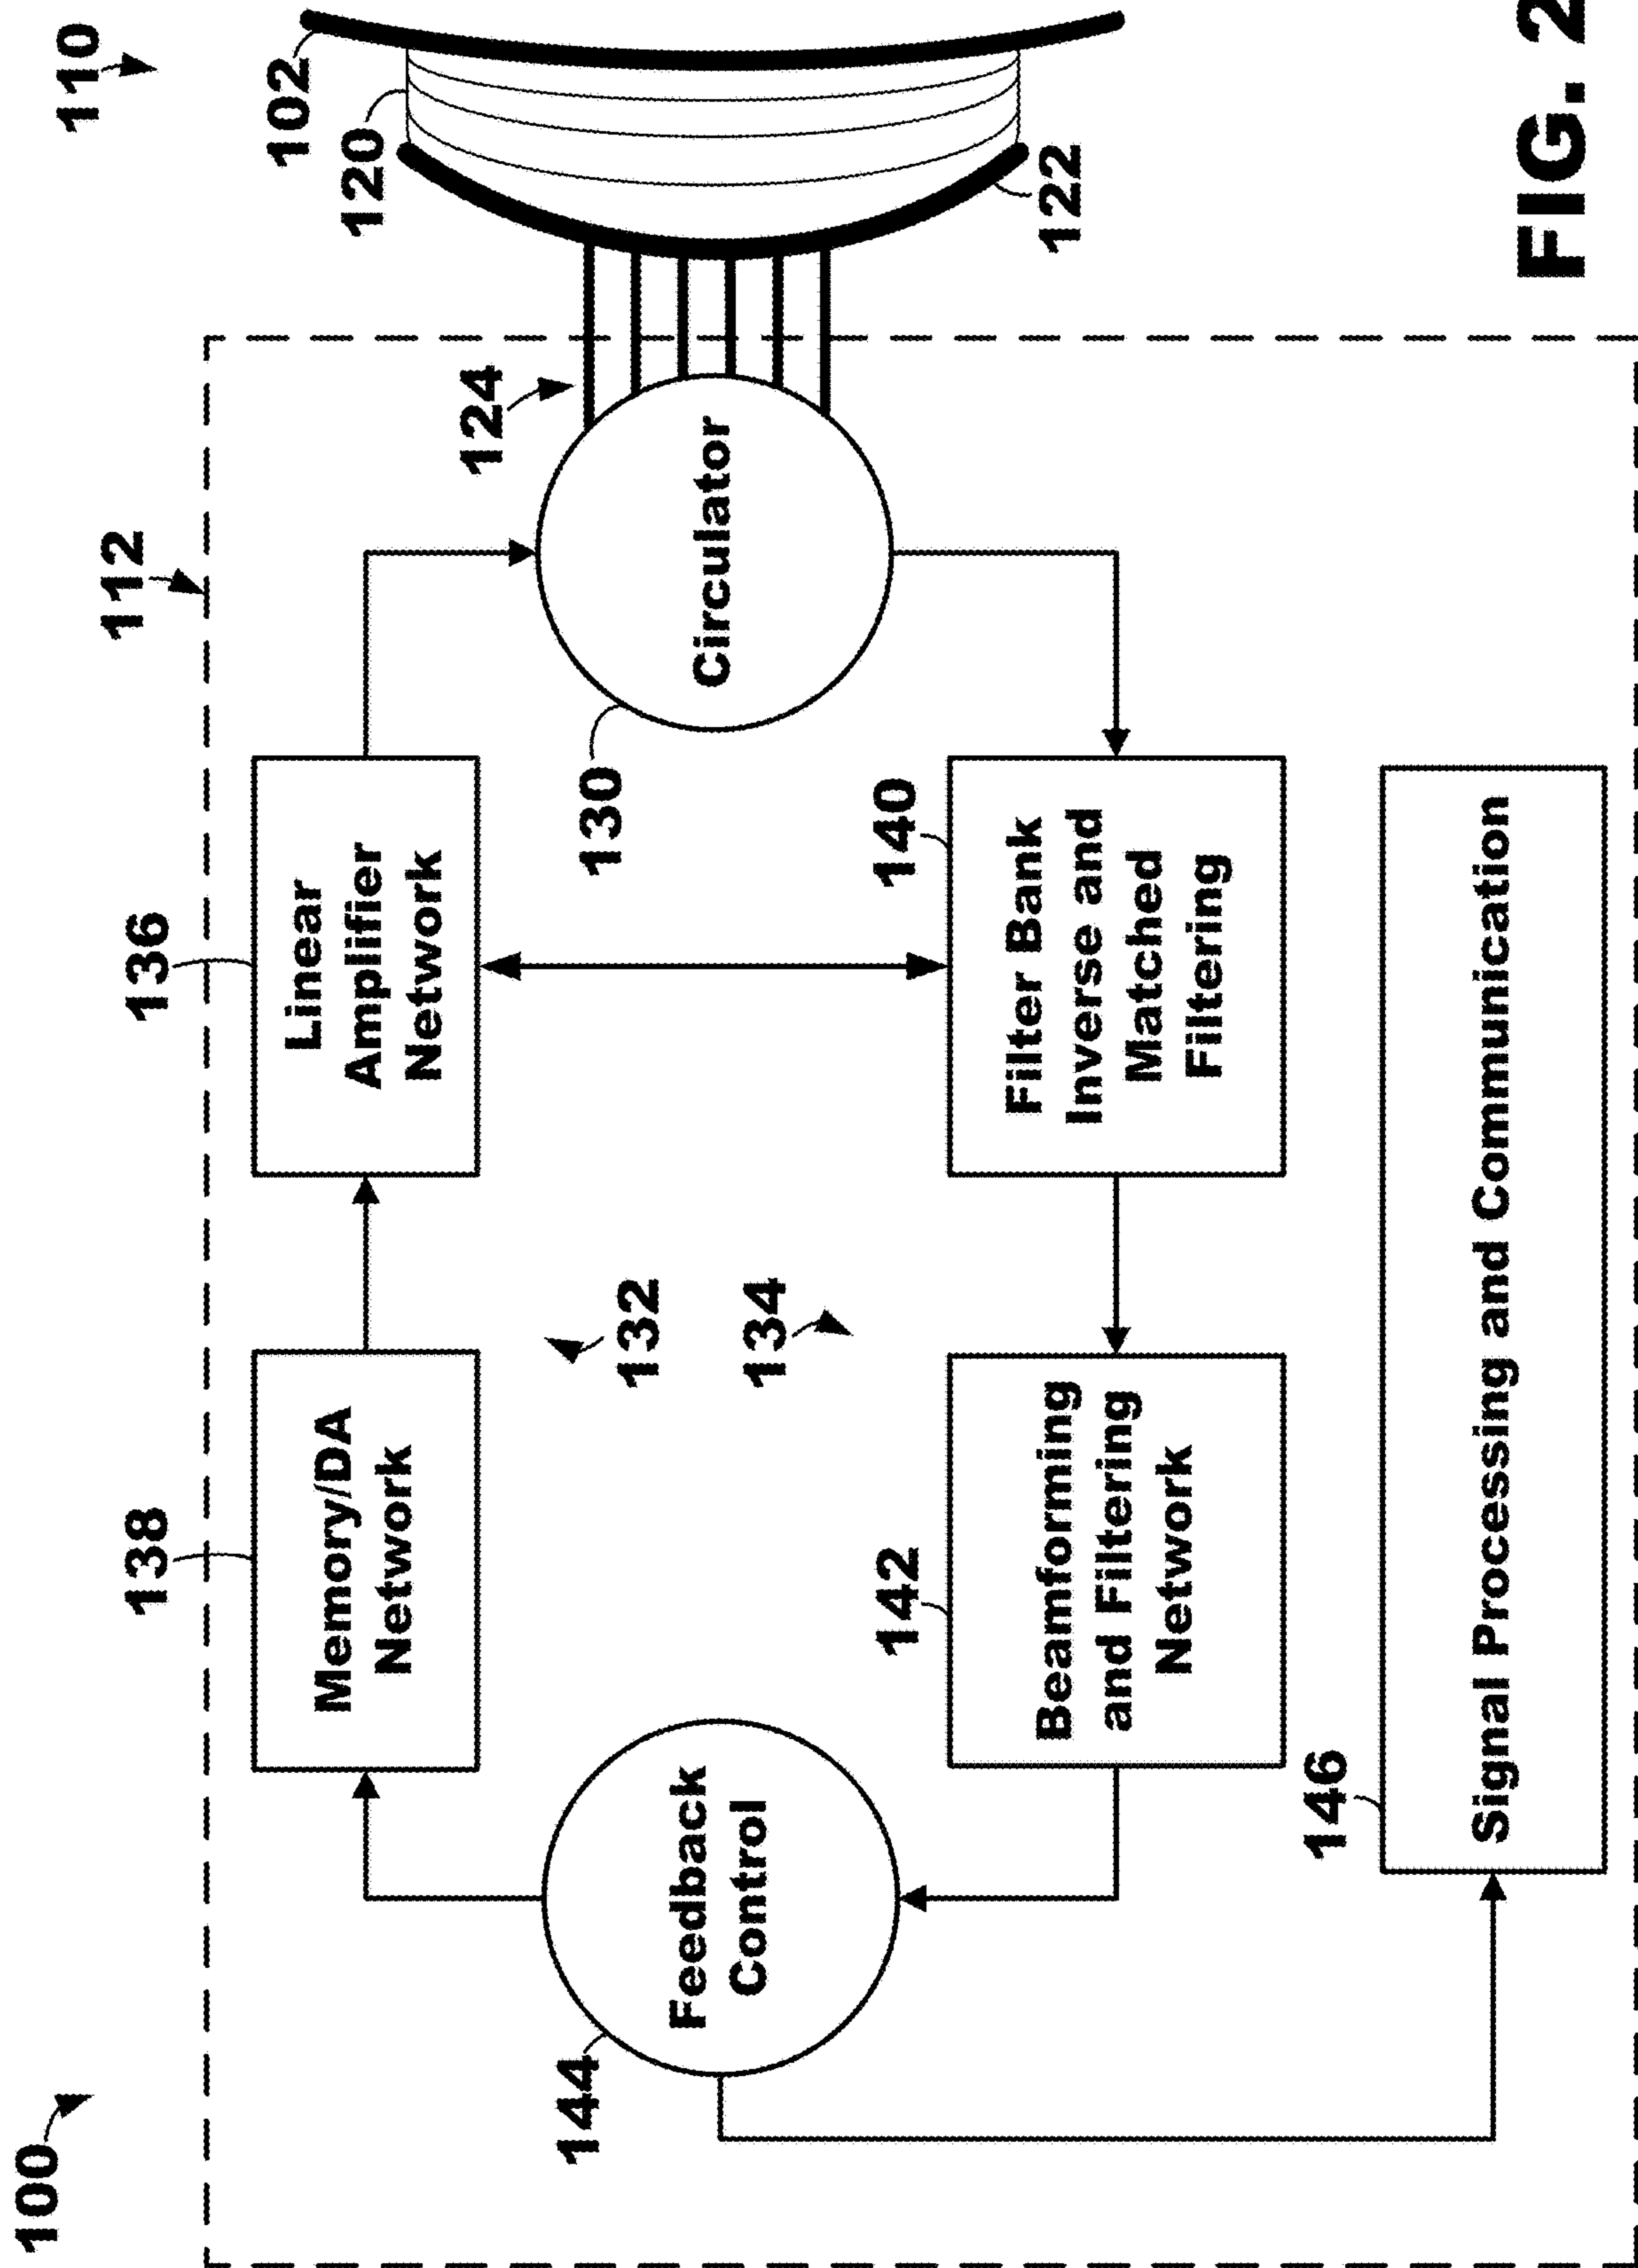 100
112
110
138
136
102
Memory/DA
Network
Linear
Amplifier
Network
120
124
144
130
Feedback
Control
Circulator
132
134
122
142
140
Beamforming
and Filtering
Network
Filter Bank
Inverse and
Matched
Filtering
146
Signal Processing and Communication
FIG. 2